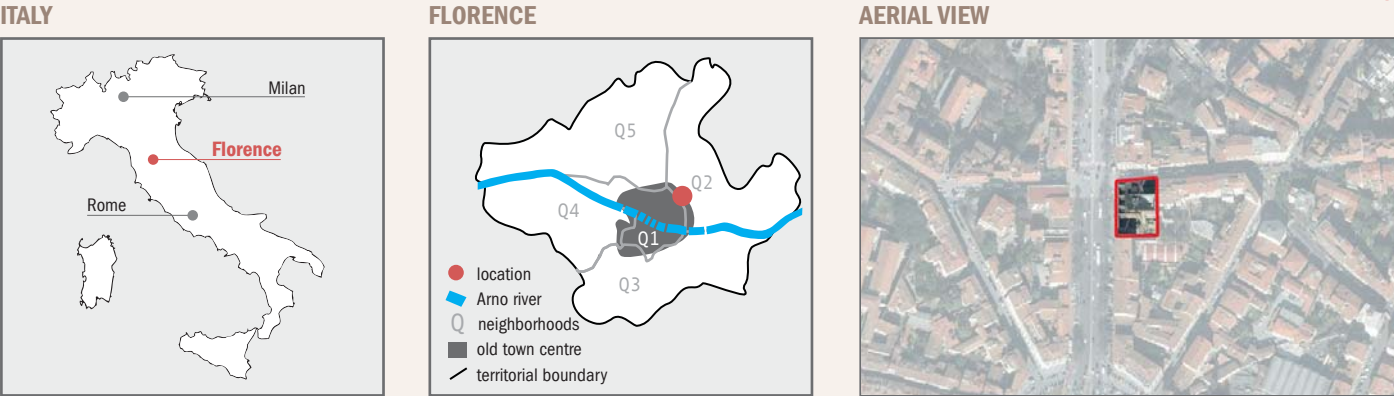 ITALY
Milan
Florence
Rome
FLORENCE
Q5
Q2
Q4
Q1
Q3
location
Arno river
Q neighborhoods
old town centre
territorial boundary
AERIAL VIEW